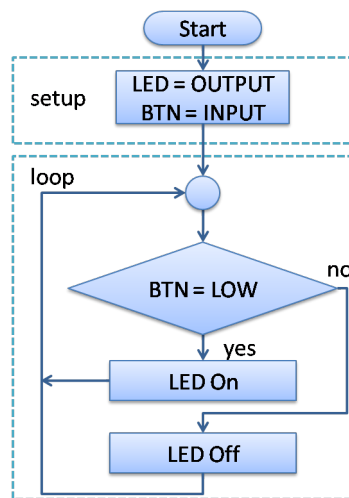 Start
setup
LED = OUTPUT
BTN = INPUT
loop
BTN = LOW
no
yes
LED On
LED Off